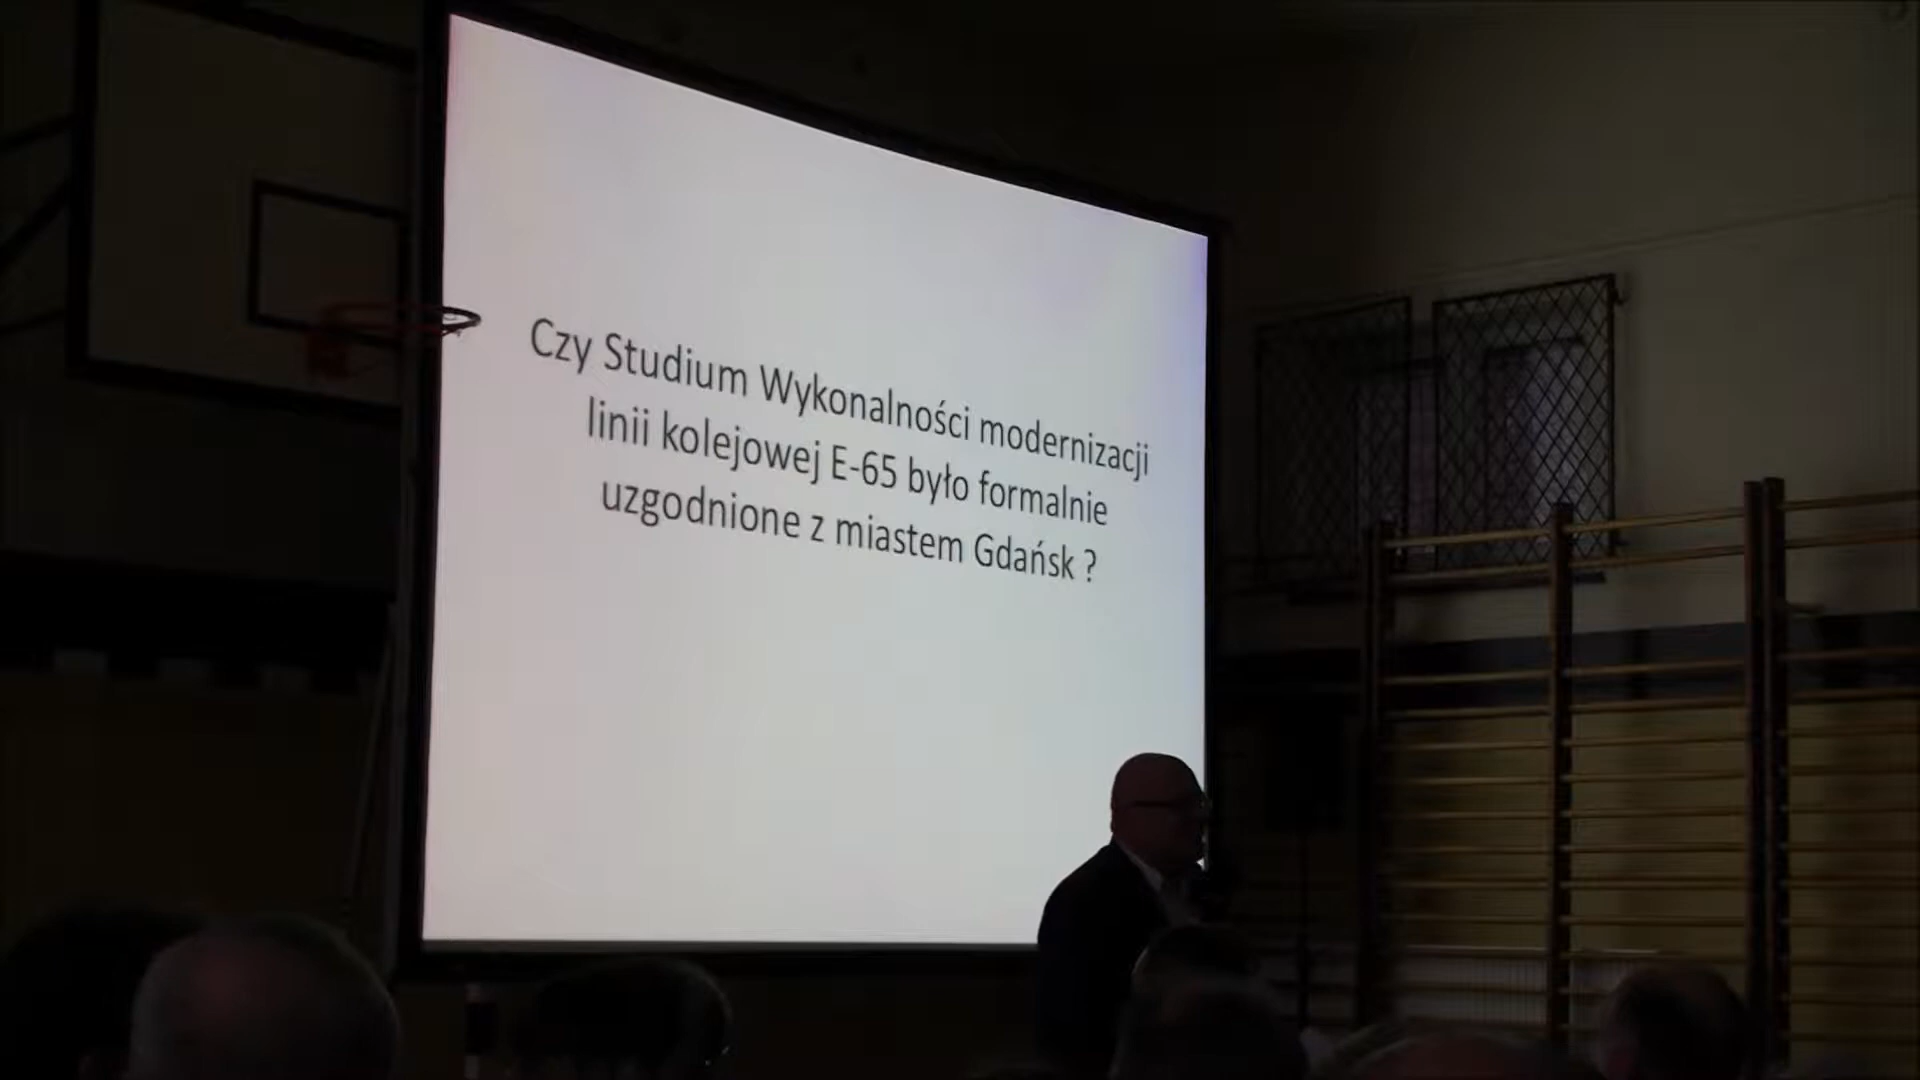 Czy Studium Wykonalności modernizacji
linii kolejowej E-65 było formalnie
uzgodnione z miastem Gdańsk ?